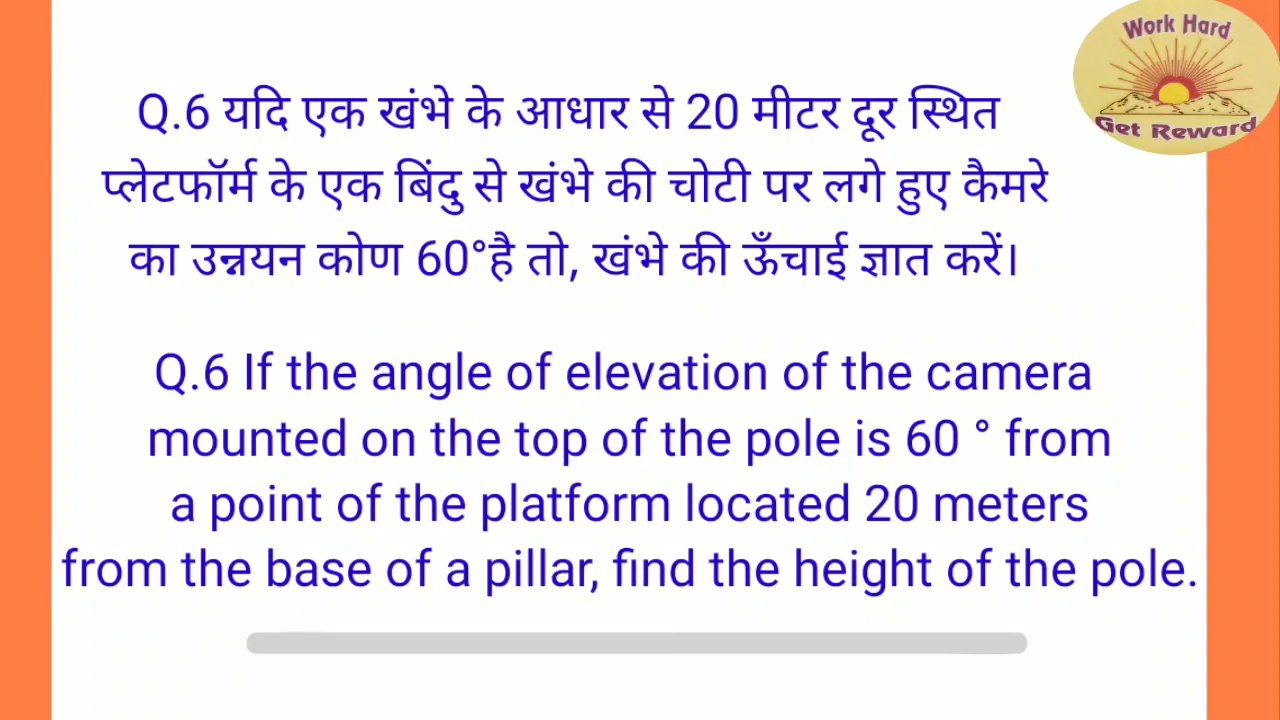 Work Hard
Get Reward
Q.6 यदि एक खंभे के आधार से 20 मीटर दूर स्थित
प्लेटफॉर्म के एक बिंदु से खंभे की चोटी पर लगे हुए कैमरे
का उन्नयन कोण 60°है तो, खंभे की ऊँचाई ज्ञात करें।
Q.6 If the angle of elevation of the camera
mounted on the top of the pole is 60 ° from
a point of the platform located 20 meters
from the base of a pillar, find the height of the pole.